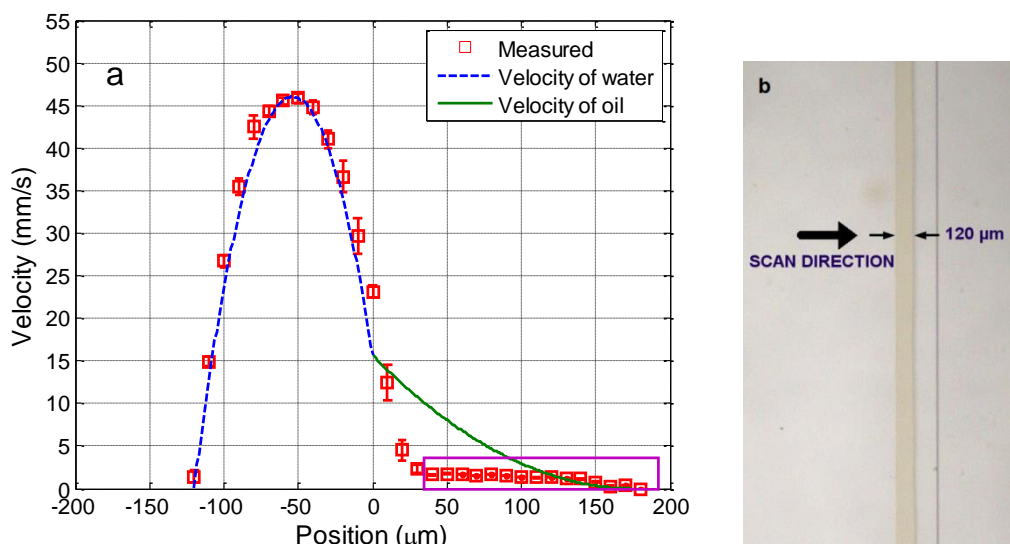 a
Measured
Velocity of water
Velocity of oil
Velocity (mm/s)
55
50
45
40
35
30
25
20
15
10
5
0
-200 -150 -100 -50 0 50 100 150 200
Position (μm)
b
120 μm
SCAN DIRECTION